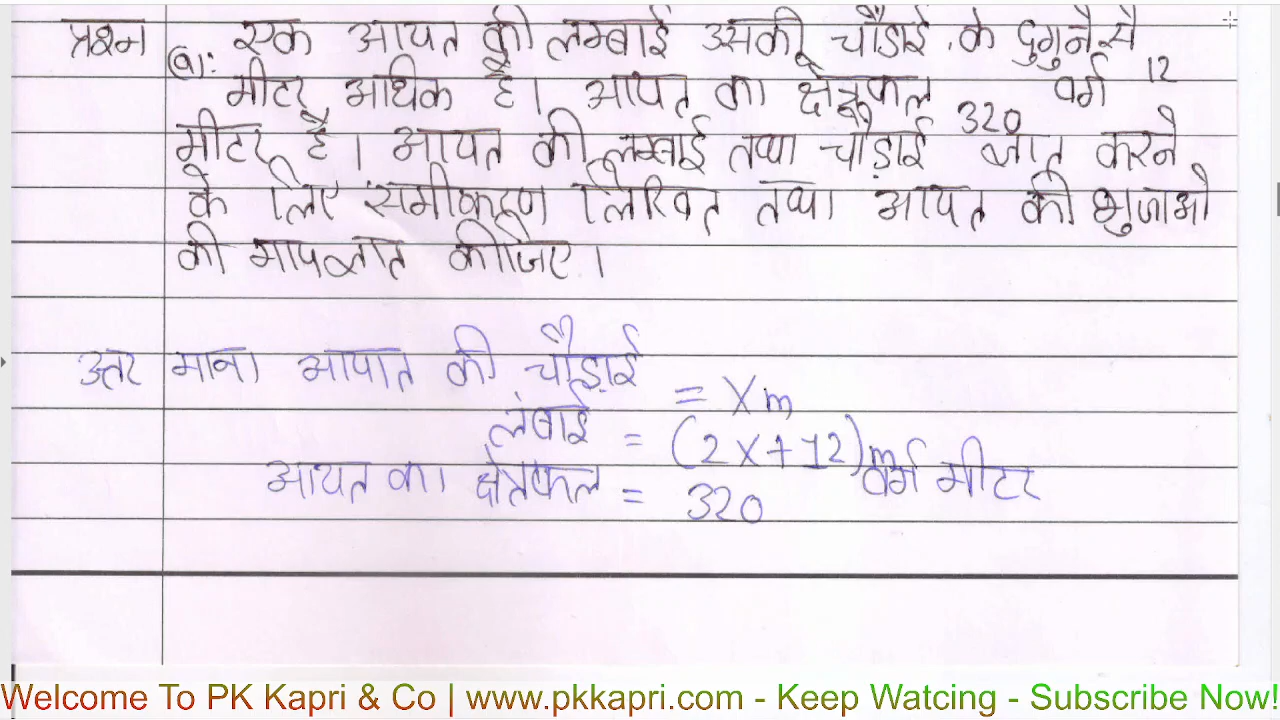 प्रश्न (a): एक आयत की लम्बाई उसकी चौडाई के दुगुने से 12
मीटर अधिक है। आयत का क्षेत्रफल 320 वर्ग
मीटर है। आयत की लम्बाई तथा चौड़ाई ज्ञात करने
के लिए समीकरण लिखित तथा आयत की भुजाओ
की माप ज्ञात कीजिए।
उत्तर माना आयात की चौड़ाई = X m
लंबाई = (2X+12)m
आयत का क्षेत्रफल = 320 वर्ग मीटर
Welcome To PK Kapri & Co | www.pkkapri.com - Keep Watcing - Subscribe Now!